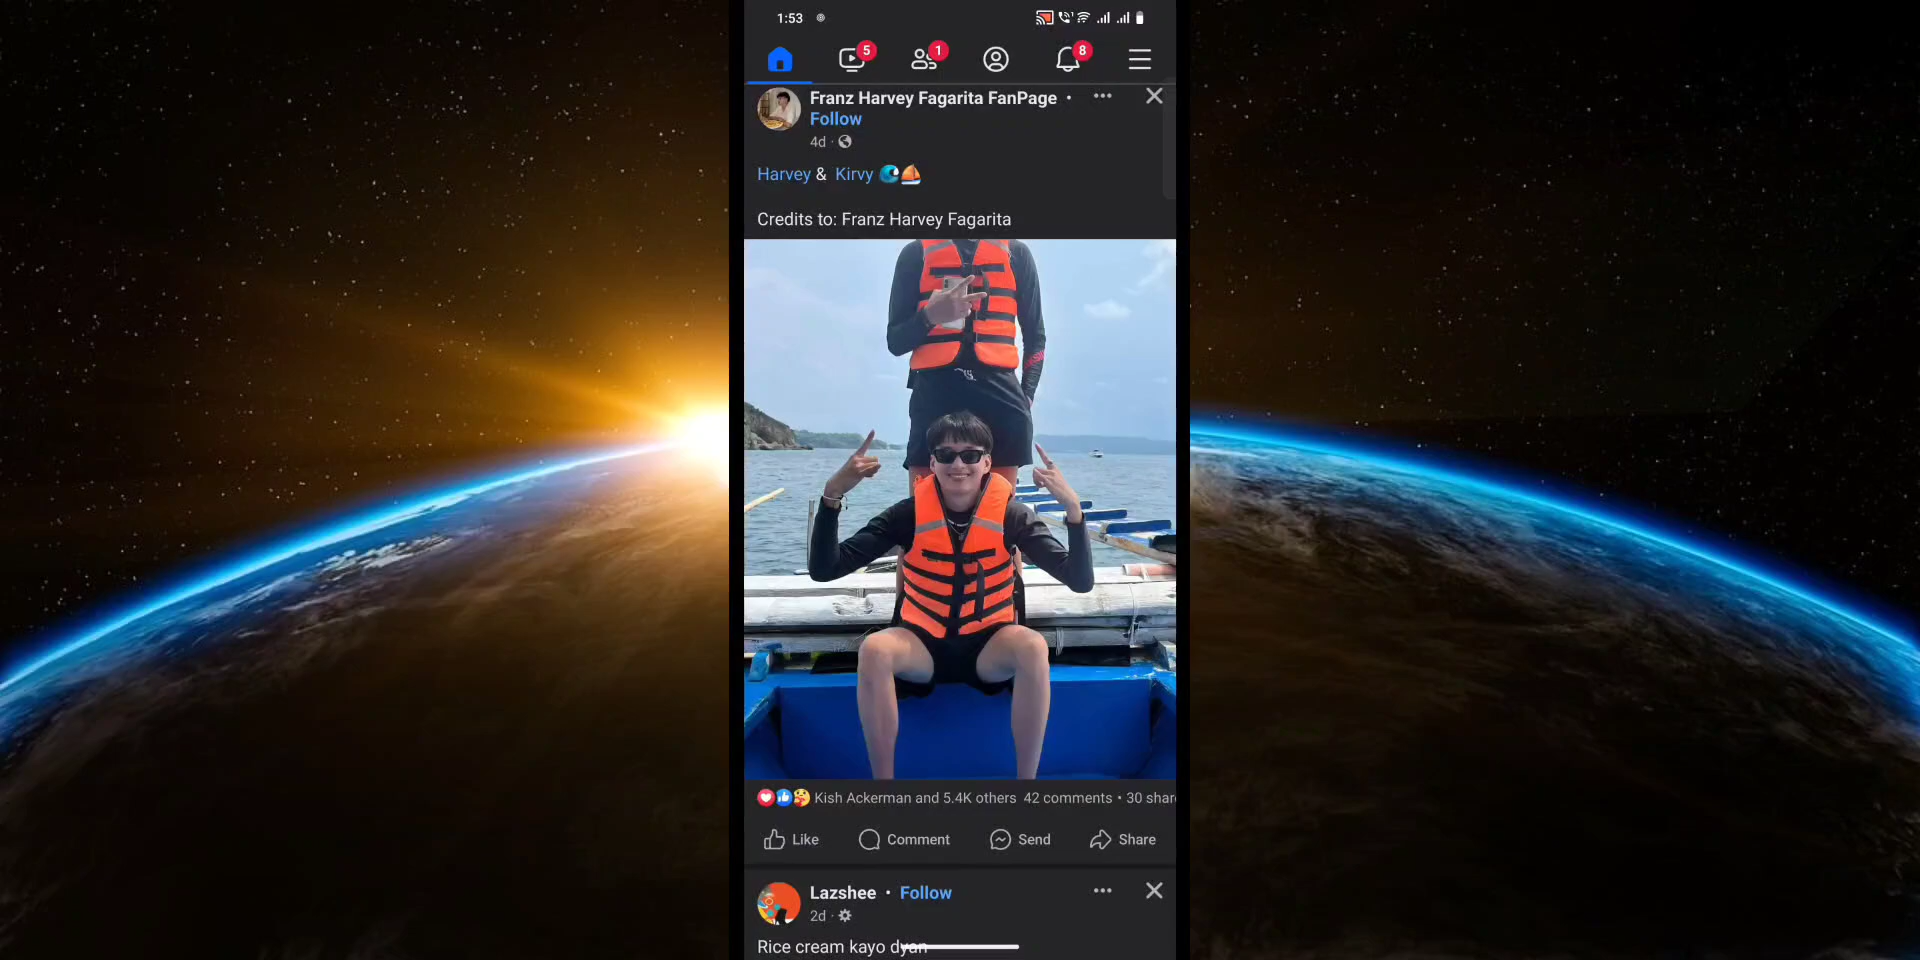 1:53
5
1
8
Franz Harvey Fagarita FanPage •
Follow
4d ·
Harvey & Kirvy
Credits to: Franz Harvey Fagarita
Kish Ackerman and 5.4K others 42 comments • 30 shar
Like Comment Send Share
Lazshee • Follow
2d ·
Rice cream kayo dyan